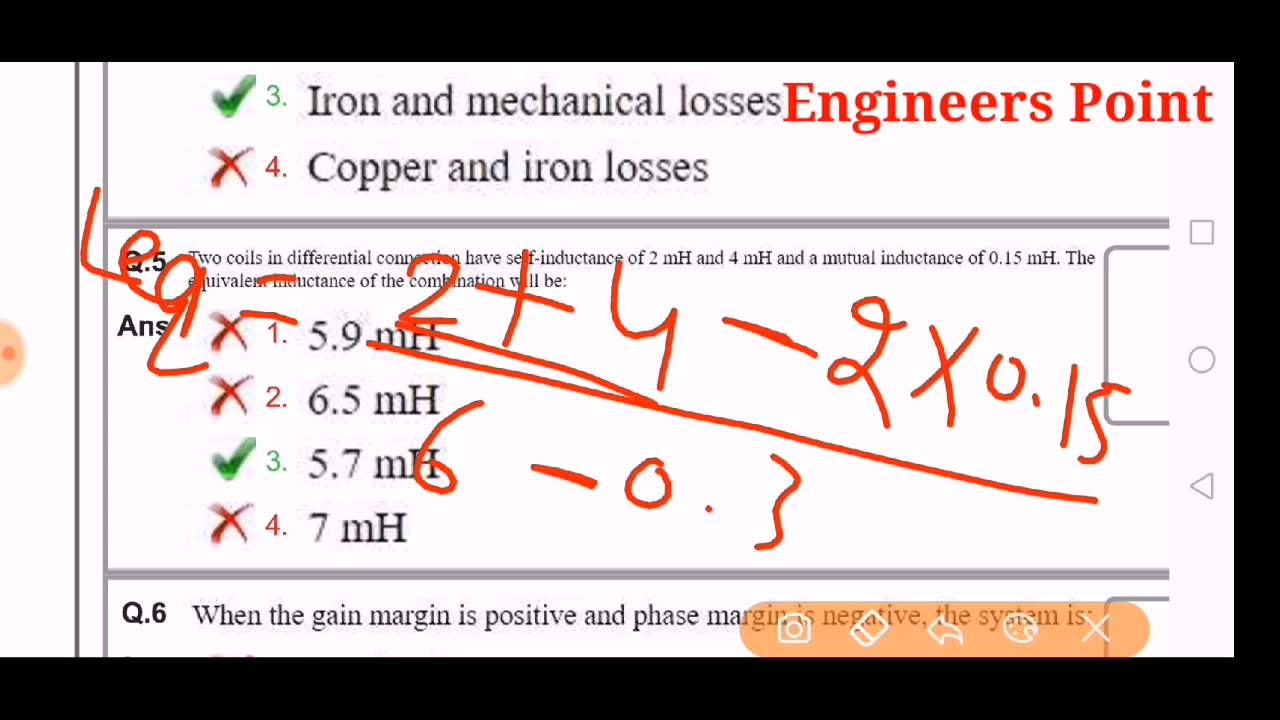 3. Iron and mechanical losses
Engineers Point
4. Copper and iron losses
Q.5 Two coils in differential connection have self-inductance of 2 mH and 4 mH and a mutual inductance of 0.15 mH. The
equivalent inductance of the combination will be:
Leq = 2 + 4 - 2 X 0.15
Ans 1. 5.9 mH
2. 6.5 mH
3. 5.7 mH
6 - 0.3
4. 7 mH
Q.6 When the gain margin is positive and phase margin is negative, the system is: